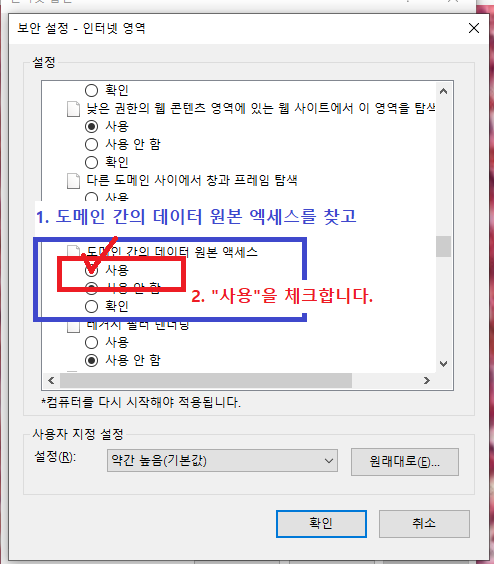 보안 설정 - 인터넷 영역
설정
확인
낮은 권한의 웹 콘텐츠 영역에 있는 웹 사이트에서 이 영역을 탐색
사용
사용 안 함
확인
다른 도메인 사이에서 창과 프레임 탐색
사용
1. 도메인 간의 데이터 원본 엑세스를 찾고
도메인 간의 데이터 원본 액세스
사용
사용 안 함
2. "사용"을 체크합니다.
확인
레거시 필터 렌더링
사용
사용 안 함
*컴퓨터를 다시 시작해야 적용됩니다.
사용자 지정 설정
설정(R):
약간 높음(기본값)
원래대로(E)...
확인
취소